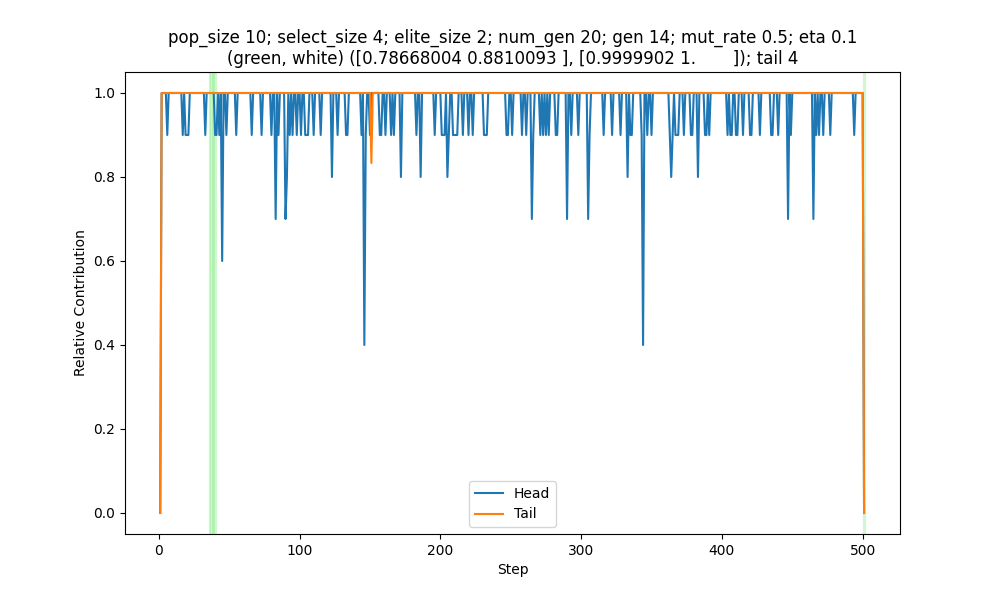 pop_size 10; select_size 4; elite_size 2; num_gen 20; gen 14; mut_rate 0.5; eta 0.1
(green, white) ([0.78668004 0.8810093 ], [0.9999902 1.       ]); tail 4
1.0
0.8
0.6
0.4
0.2
0.0
Relative Contribution
Head
Tail
0
100
200
300
400
500
Step